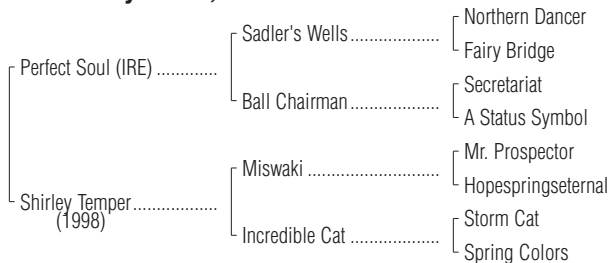 Northern Dancer
Sadler's Wells
Fairy Bridge
Perfect Soul (IRE)
Secretariat
Ball Chairman
A Status Symbol
Mr. Prospector
Miswaki
Hopespringseternal
Shirley Temper
(1998)
Storm Cat
Incredible Cat
Spring Colors